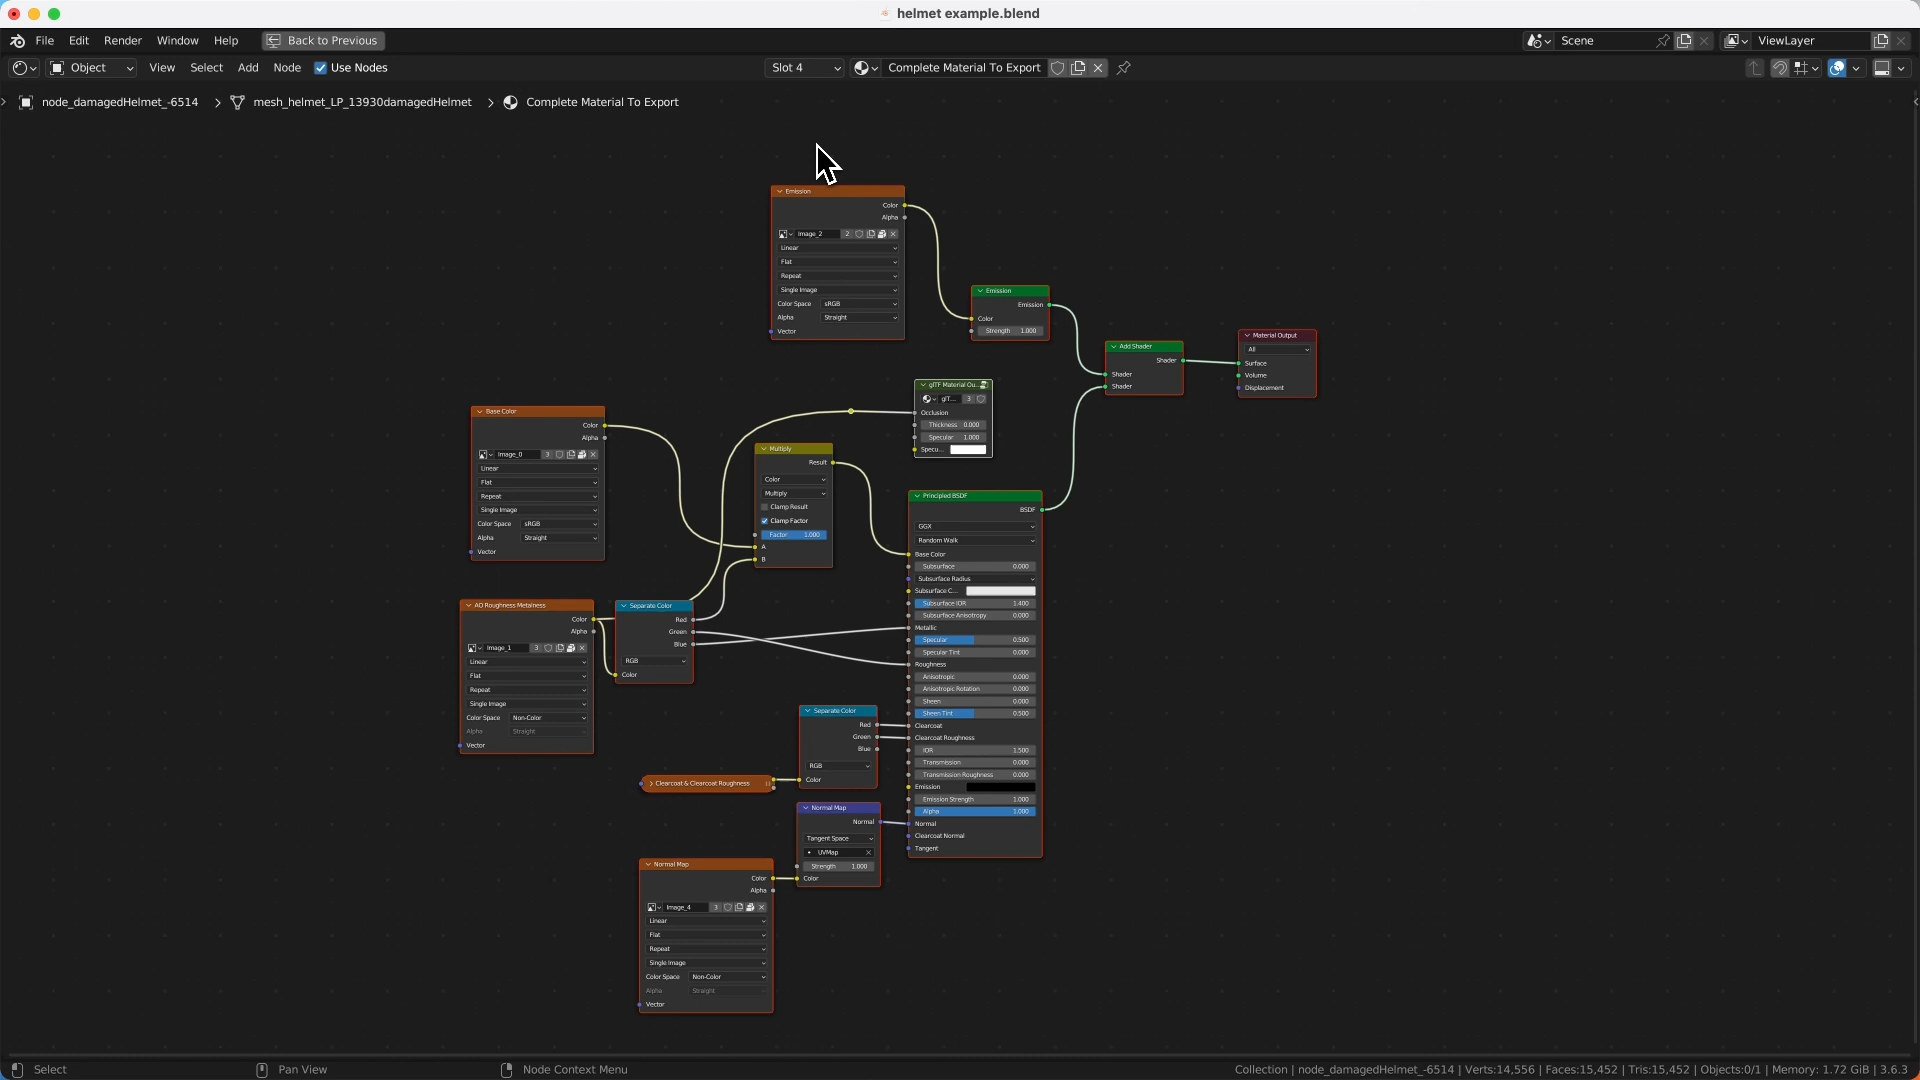 helmet example.blend
File Edit Render Window Help Back to Previous Scene ViewLayer
Object View Select Add Node Use Nodes Slot 4 Complete Material To Export
node_damagedHelmet_-6514 mesh_helmet_LP_13930damagedHelmet Complete Material To Export
Emission
Color
Alpha
Image_2 2
Linear
Flat
Repeat
Single Image
Color Space sRGB
Alpha Straight
Vector
Emission
Emission
Color
Strength 1.000
Add Shader
Shader
Shader
Shader
Material Output
All
Surface
Volume
Displacement
glTF Material Ou...
glT... 3
Occlusion
Thickness 0.000
Specular 1.000
Specu...
Base Color
Color
Alpha
Image_0 3
Linear
Flat
Repeat
Single Image
Color Space sRGB
Alpha Straight
Vector
Multiply
Result
Color
Multiply
Clamp Result
Clamp Factor
Factor 1.000
A
B
Principled BSDF
BSDF
GGX
Random Walk
Base Color
Subsurface 0.000
Subsurface Radius
Subsurface C...
Subsurface IOR 1.400
Subsurface Anisotropy 0.000
Metallic
Specular 0.500
Specular Tint 0.000
Roughness
Anisotropic 0.000
Anisotropic Rotation 0.000
Sheen 0.000
Sheen Tint 0.500
Clearcoat
Clearcoat Roughness
IOR 1.500
Transmission 0.000
Transmission Roughness 0.000
Emission
Emission Strength 1.000
Alpha 1.000
Normal
Clearcoat Normal
Tangent
AO Roughness Metalness
Color
Alpha
Image_1 3
Linear
Flat
Repeat
Single Image
Color Space Non-Color
Alpha Straight
Vector
Separate Color
Red
Green
Blue
RGB
Color
Separate Color
Red
Green
Blue
RGB
Color
Clearcoat & Clearcoat Roughness
Normal Map
Normal
Tangent Space
UVMap
Strength 1.000
Color
Normal Map
Color
Alpha
Image_4 3
Linear
Flat
Repeat
Single Image
Color Space Non-Color
Alpha Straight
Vector
Select Pan View Node Context Menu Collection | node_damagedHelmet_-6514 | Verts:14,556 | Faces:15,452 | Tris:15,452 | Objects:0/1 | Memory: 1.72 GiB | 3.6.3